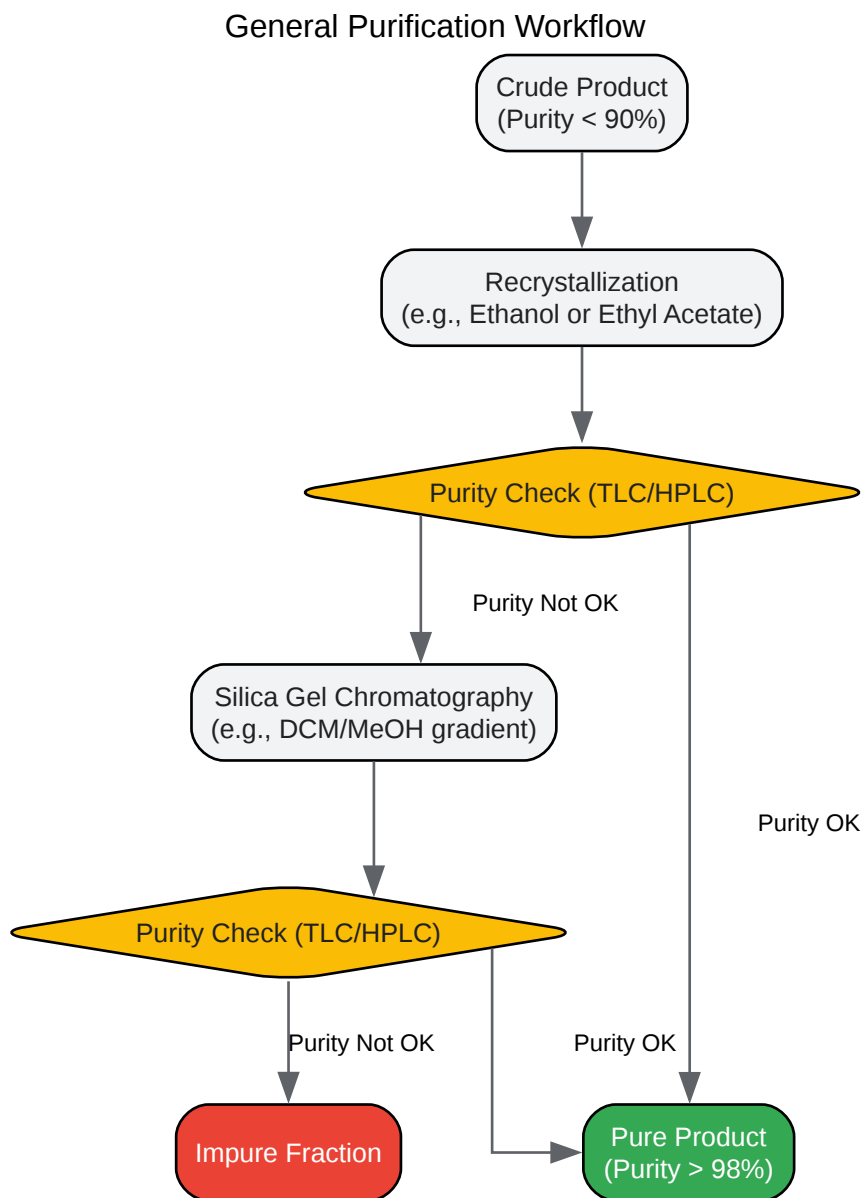 General Purification Workflow
Crude Product
(Purity < 90%)
Recrystallization
(e.g., Ethanol or Ethyl Acetate)
Purity Check (TLC/HPLC)
Purity Not OK
Silica Gel Chromatography
(e.g., DCM/MeOH gradient)
Purity OK
Purity Check (TLC/HPLC)
Purity Not OK
Purity OK
Impure Fraction
Pure Product
(Purity > 98%)